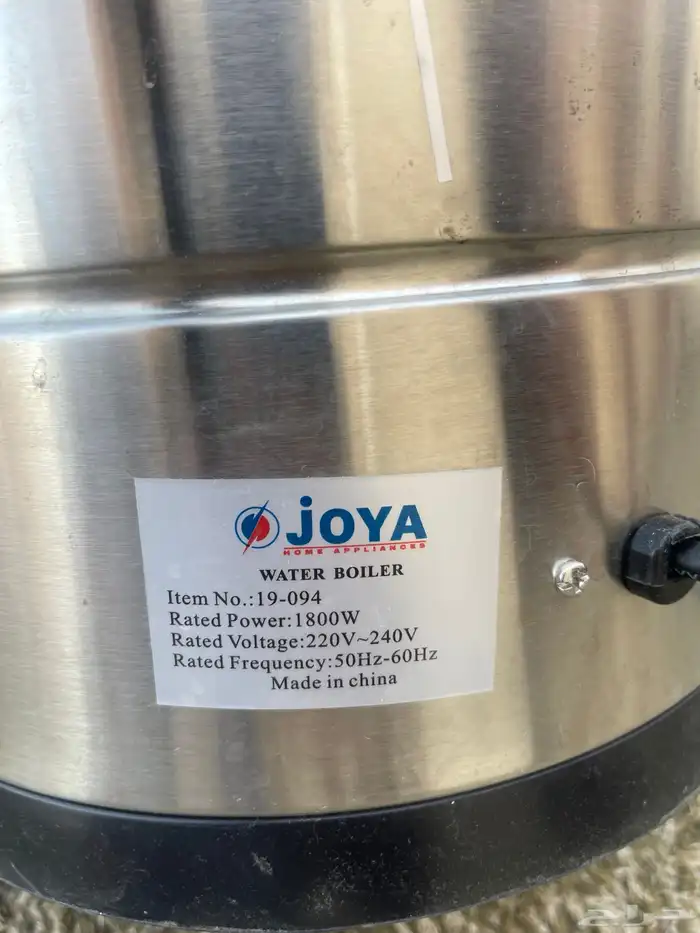 JOYA
HOME APPLIANCES
WATER BOILER
Item No.:19-094
Rated Power:1800W
Rated Voltage:220V~240V
Rated Frequency:50Hz-60Hz
Made in china
حراج